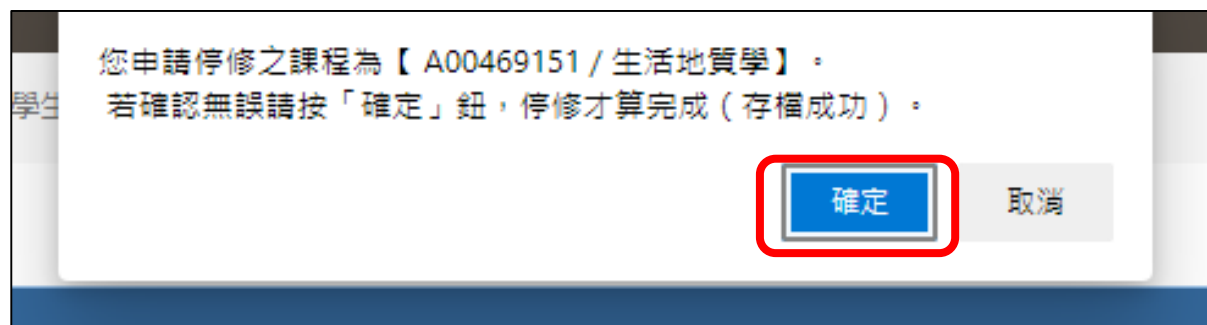 您申請停修之課程為【 A00469151 / 生活地質學】。
學生
若確認無誤請按「確定」鈕，停修才算完成（存檔成功）。
確定
取消